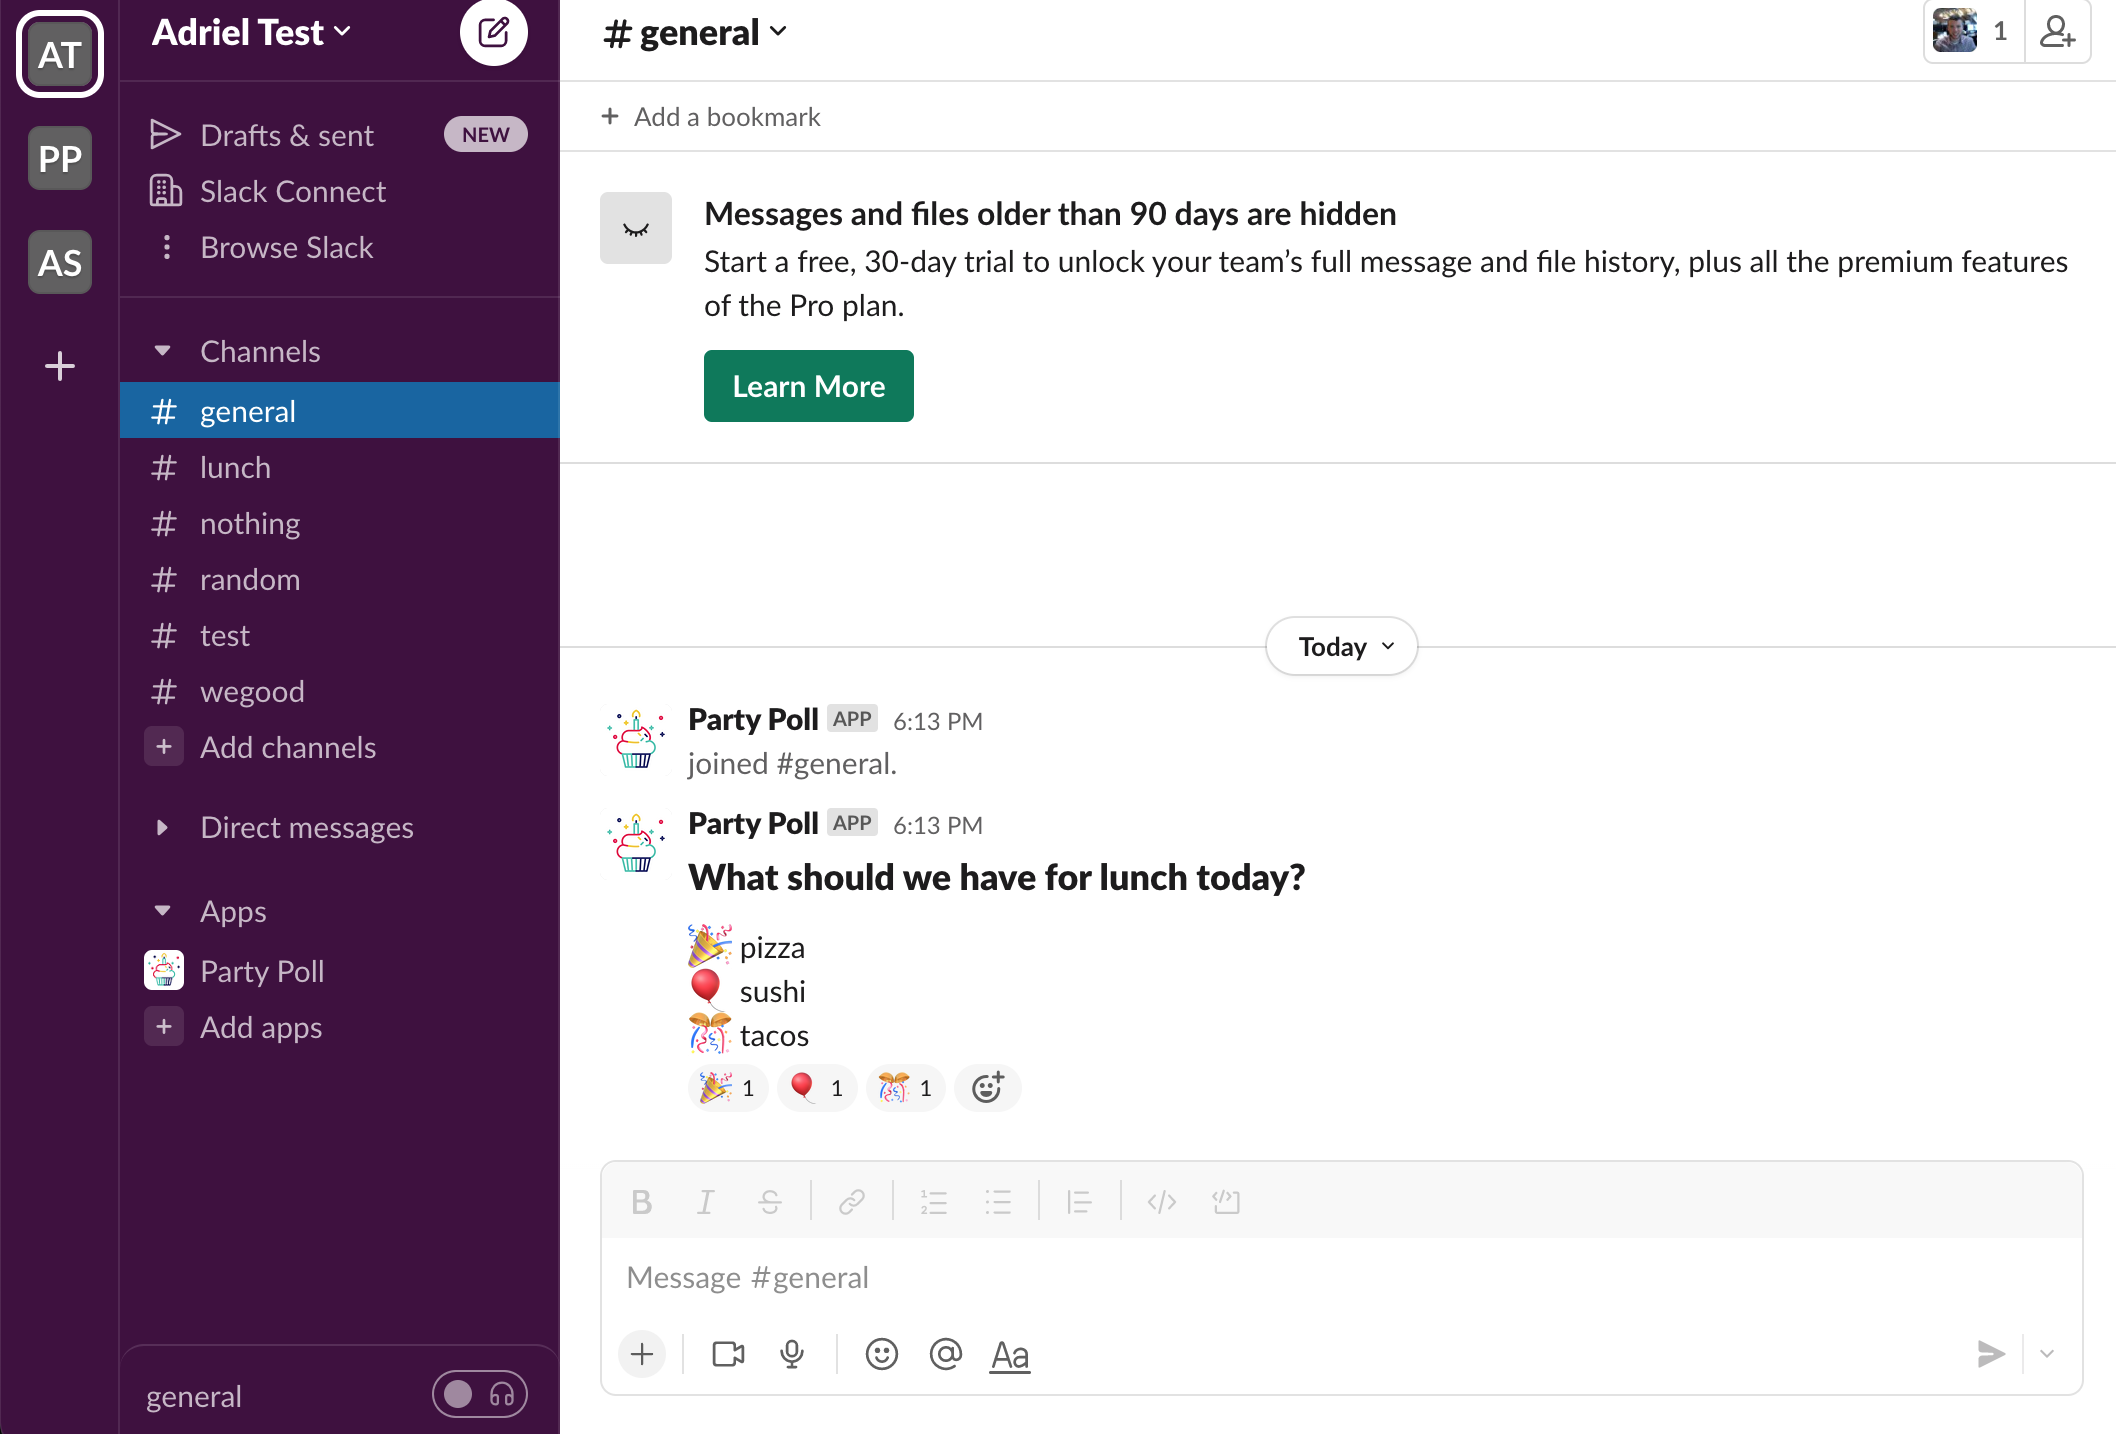 AT
PP
AS
Adriel Test
Drafts & sent NEW
Slack Connect
Browse Slack
Channels
# general
# lunch
# nothing
# random
# test
# wegood
+ Add channels
Direct messages
Apps
Party Poll
+ Add apps
general
# general
1
+ Add a bookmark
Messages and files older than 90 days are hidden
Start a free, 30-day trial to unlock your team’s full message and file history, plus all the premium features
of the Pro plan.
Learn More
Today
Party Poll APP 6:13 PM
joined #general.
Party Poll APP 6:13 PM
What should we have for lunch today?
🎉 pizza
🎈 sushi
🎊 tacos
🎉 1 🎈 1 🎊 1
B I S
Message #general
+ @ Aa